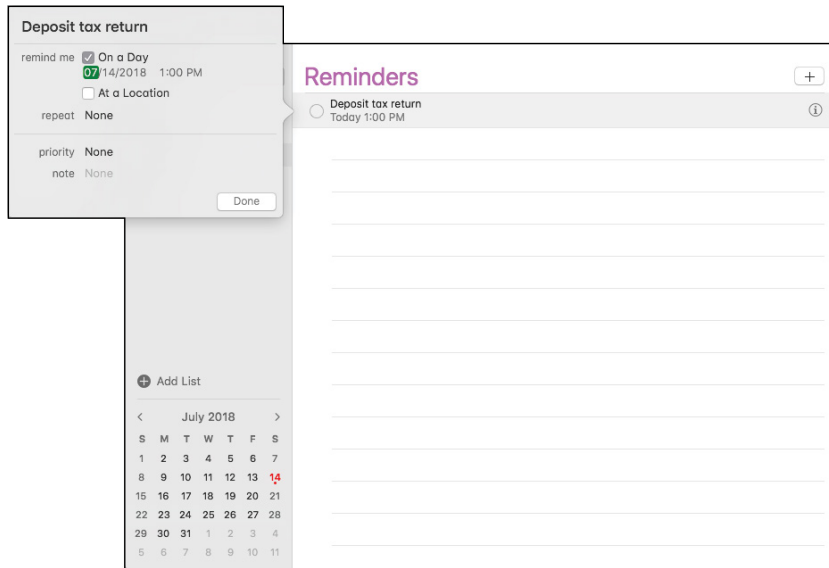 Deposit tax return
remind me On a Day
07/14/2018 1:00 PM
At a Location
repeat None
priority None
note None
Done
Reminders
+
Deposit tax return
Today 1:00 PM
Add List
< July 2018 >
S M T W T F S
1 2 3 4 5 6 7
8 9 10 11 12 13 14
15 16 17 18 19 20 21
22 23 24 25 26 27 28
29 30 31 1 2 3 4
5 6 7 8 9 10 11